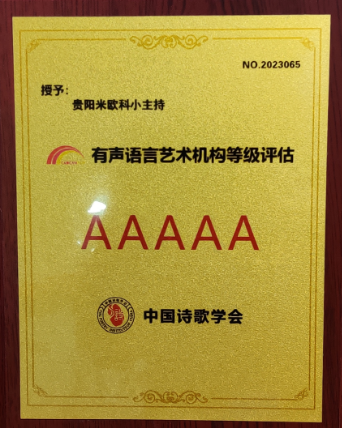 NO.2023065
授予：
贵阳米欧科小主持
有声语言艺术机构等级评估
AAAAA
中国诗歌学会